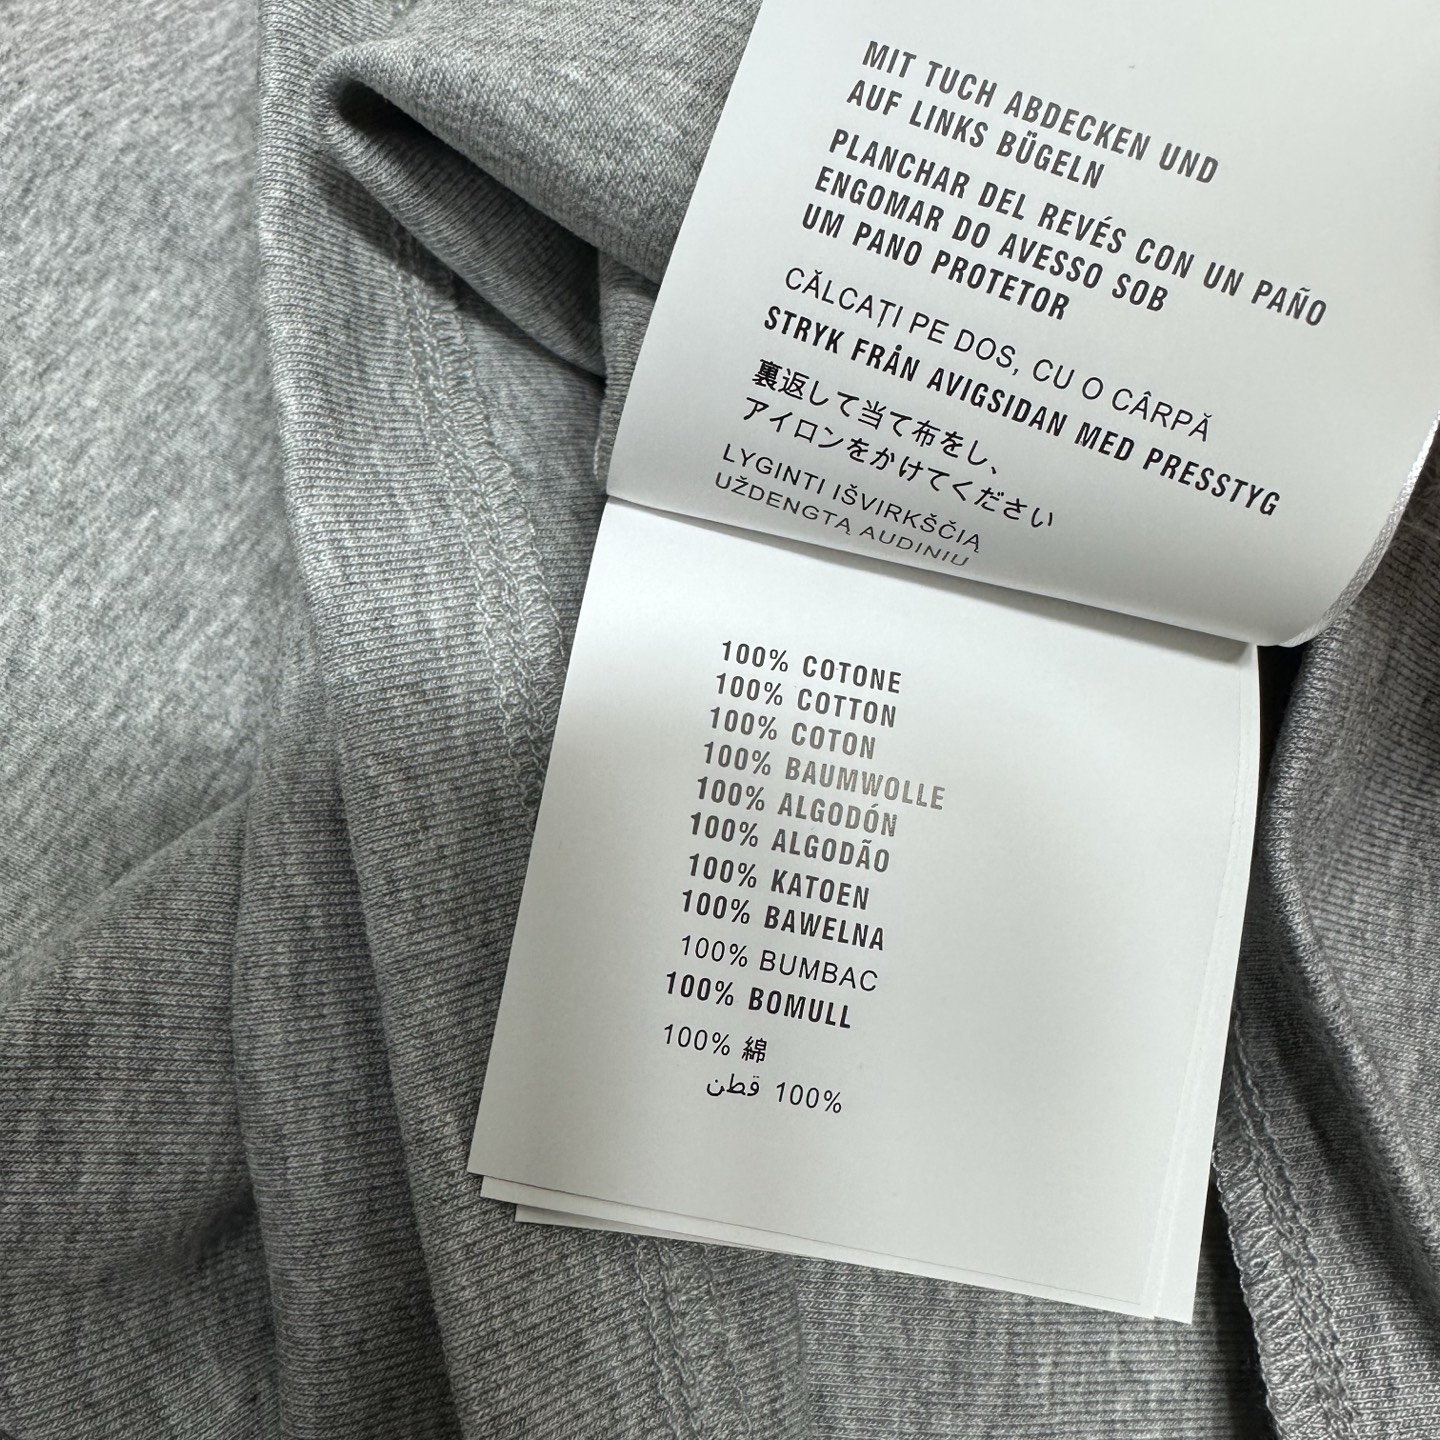 MIT TUCH ABDECKEN UND
AUF LINKS BÜGELN
PLANCHAR DEL REVÉS CON UN PAÑO
ENGOMAR DO AVESSO SOB
UM PANO PROTETOR
CĂLCAȚI PE DOS, CU O CÂRPĂ
STRYK FRÅN AVIGSIDAN MED PRESSTYG
裏返して当て布をし、
アイロンをかけてください
LYGINTI IŠVIRKŠČIĄ
UŽDENGTĄ AUDINIU
100% COTONE
100% COTTON
100% COTON
100% BAUMWOLLE
100% ALGODÓN
100% ALGODÃO
100% KATOEN
100% BAWELNA
100% BUMBAC
100% BOMULL
100% 綿
100% قطن